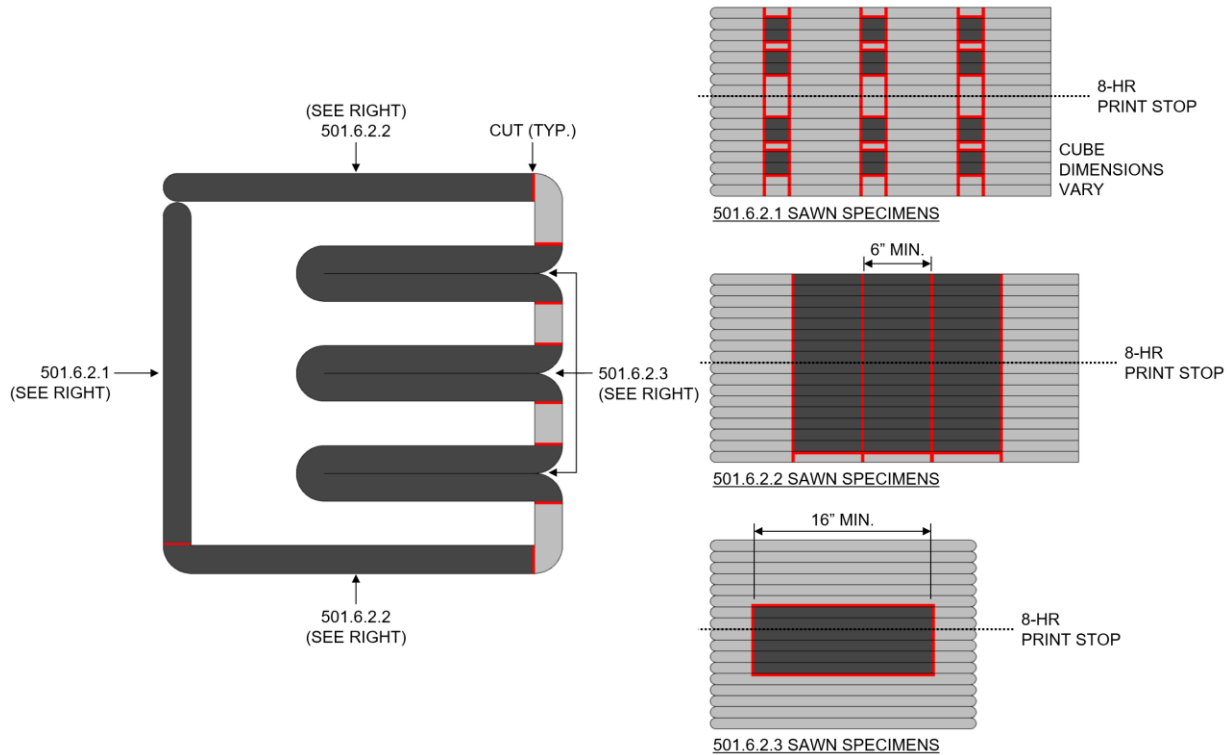 (SEE RIGHT)
501.6.2.2
CUT (TYP.)
501.6.2.1
(SEE RIGHT)
501.6.2.3
(SEE RIGHT)
501.6.2.2
(SEE RIGHT)
8-HR
PRINT STOP
CUBE
DIMENSIONS
VARY
501.6.2.1 SAWN SPECIMENS
6” MIN.
8-HR
PRINT STOP
501.6.2.2 SAWN SPECIMENS
16” MIN.
8-HR
PRINT STOP
501.6.2.3 SAWN SPECIMENS